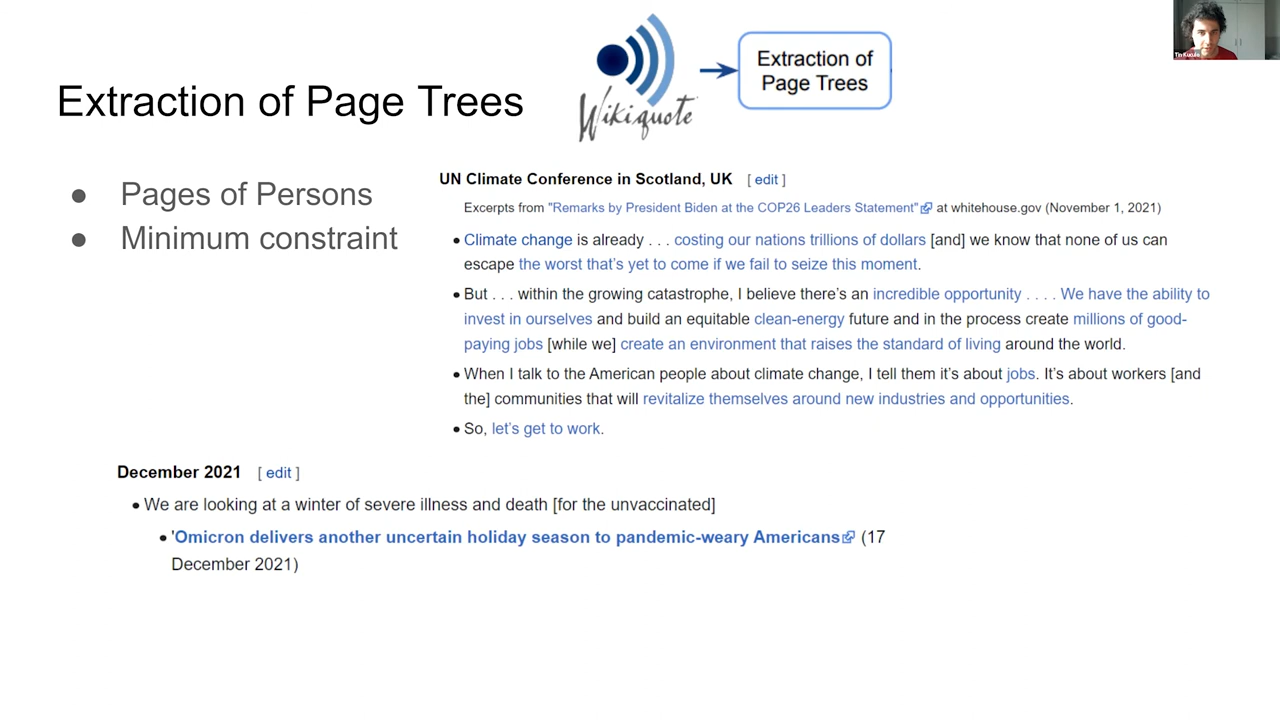 Extraction of Page Trees
Wikiquote
Extraction of
Page Trees
● Pages of Persons
● Minimum constraint
UN Climate Conference in Scotland, UK [ edit ]
Excerpts from "Remarks by President Biden at the COP26 Leaders Statement" at whitehouse.gov (November 1, 2021)
• Climate change is already . . . costing our nations trillions of dollars [and] we know that none of us can
escape the worst that’s yet to come if we fail to seize this moment.
• But . . . within the growing catastrophe, I believe there’s an incredible opportunity . . . . We have the ability to
invest in ourselves and build an equitable clean-energy future and in the process create millions of good-
paying jobs [while we] create an environment that raises the standard of living around the world.
• When I talk to the American people about climate change, I tell them it’s about jobs. It’s about workers [and
the] communities that will revitalize themselves around new industries and opportunities.
• So, let’s get to work.
December 2021 [ edit ]
• We are looking at a winter of severe illness and death [for the unvaccinated]
• 'Omicron delivers another uncertain holiday season to pandemic-weary Americans (17
December 2021)